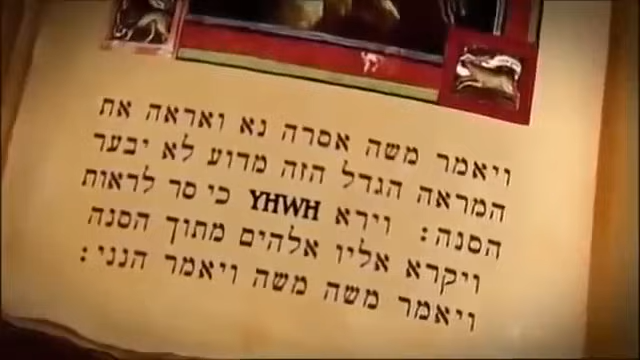 ויאמר משה אסרה נא ואראה את
המראה הגדל הזה מדוע לא יבער
הסנה: וירא YHWH כי סר לראות
ויקרא אליו אלהים מתוך הסנה
ויאמר משה משה ויאמר הנני: